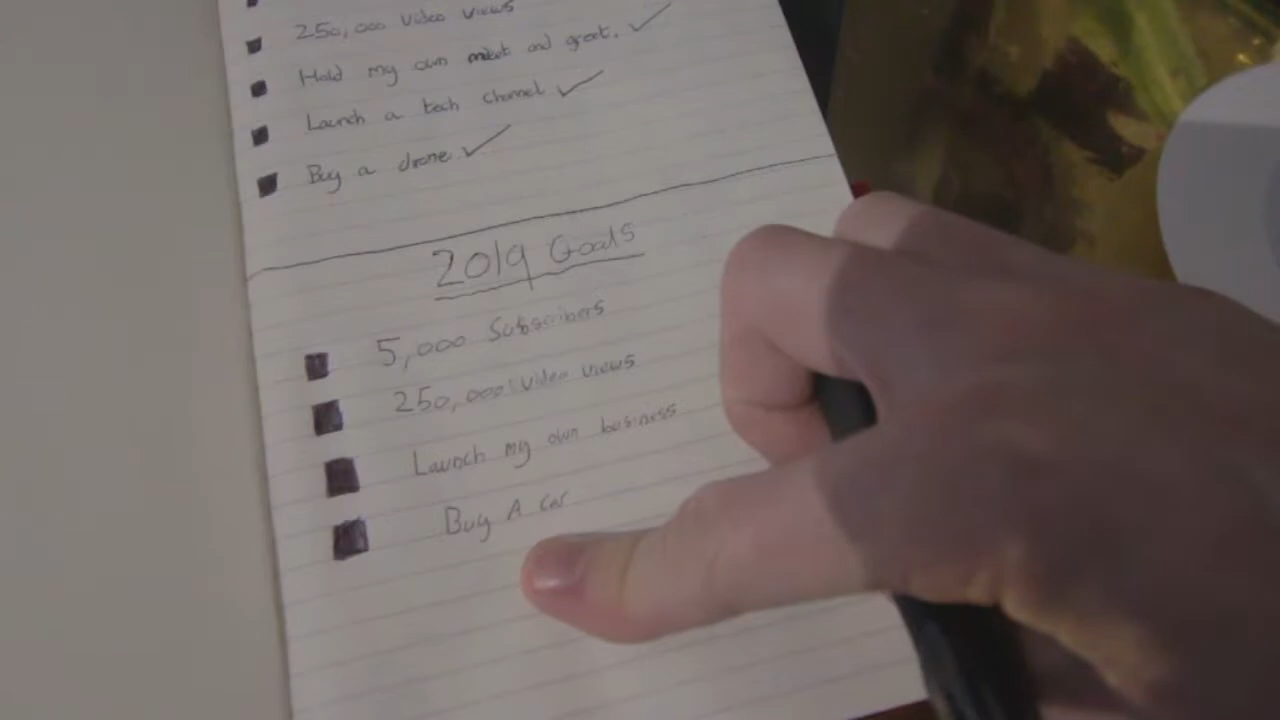 250,000 Video views
Hold my own meet and greet. ✓
Launch a tech channel ✓
Buy a drone ✓
2019 Goals
5,000 Subscribers
250,000 Video views
Launch my own business
Buy A car